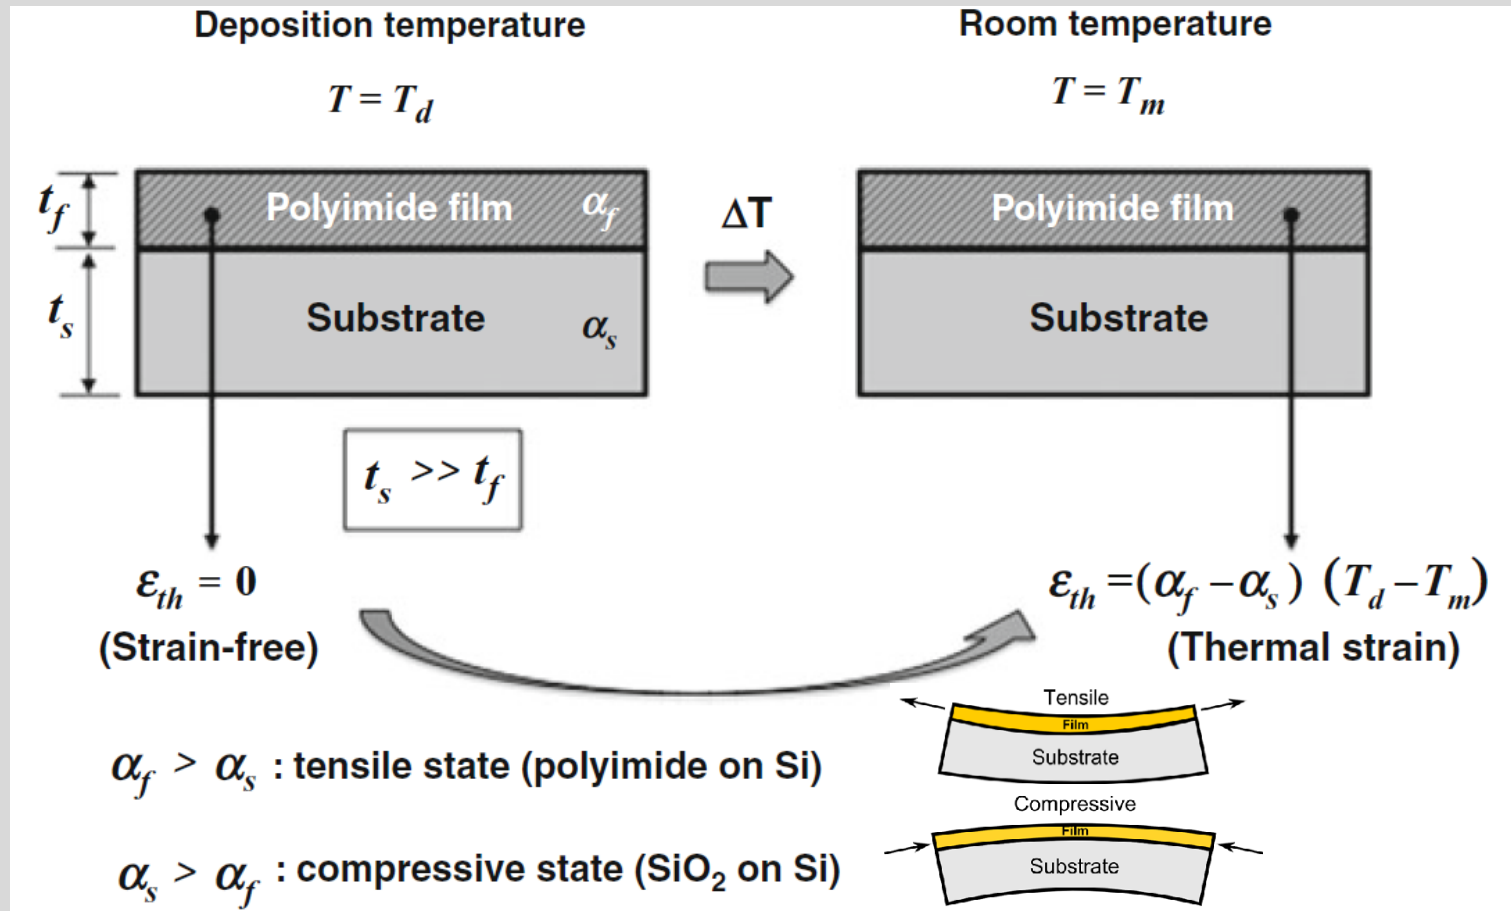 Deposition temperature
Room temperature
T = T_d
T = T_m
t_f
Polyimide film α_f
ΔT
Polyimide film
t_s
Substrate α_s
Substrate
t_s >> t_f
ε_th = 0
(Strain-free)
ε_th =(α_f – α_s) (T_d – T_m)
(Thermal strain)
Tensile
Film
Substrate
α_f > α_s : tensile state (polyimide on Si)
Compressive
Film
Substrate
α_s > α_f : compressive state (SiO₂ on Si)